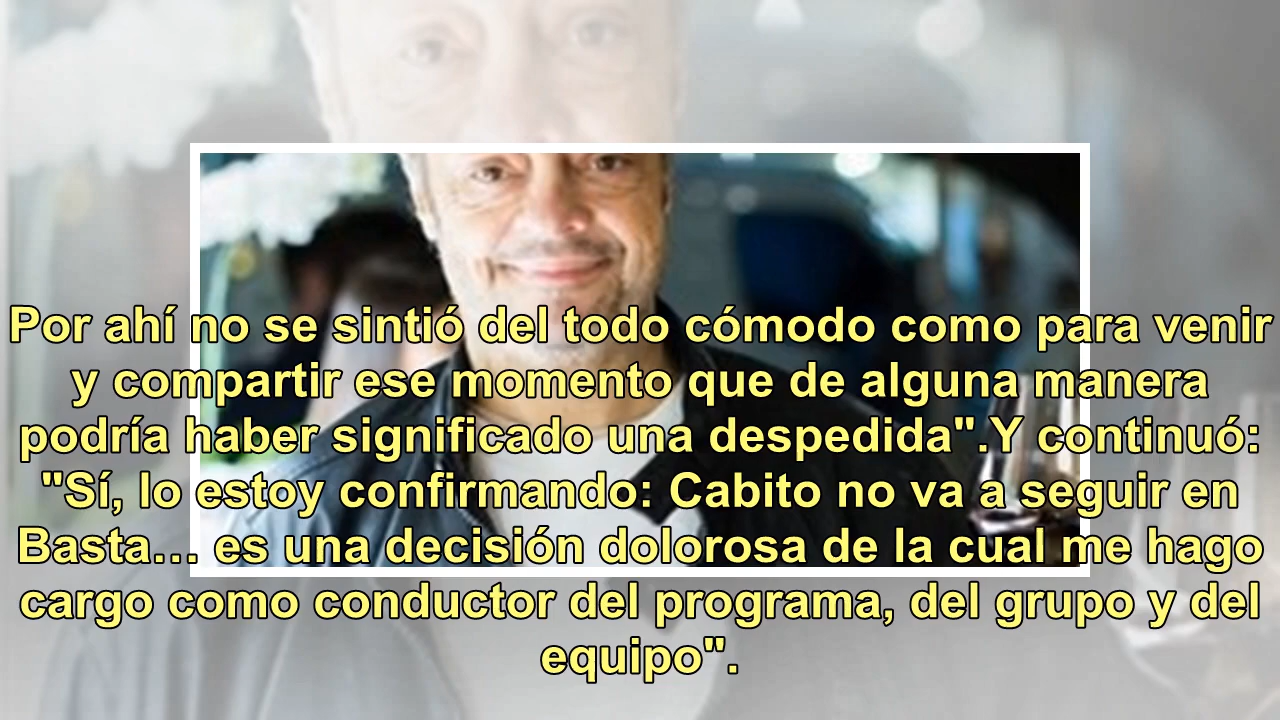 Por ahí no se sintió del todo cómodo como para venir
y compartir ese momento que de alguna manera
podría haber significado una despedida".Y continuó:
"Sí, lo estoy confirmando: Cabito no va a seguir en
Basta... es una decisión dolorosa de la cual me hago
cargo como conductor del programa, del grupo y del
equipo".